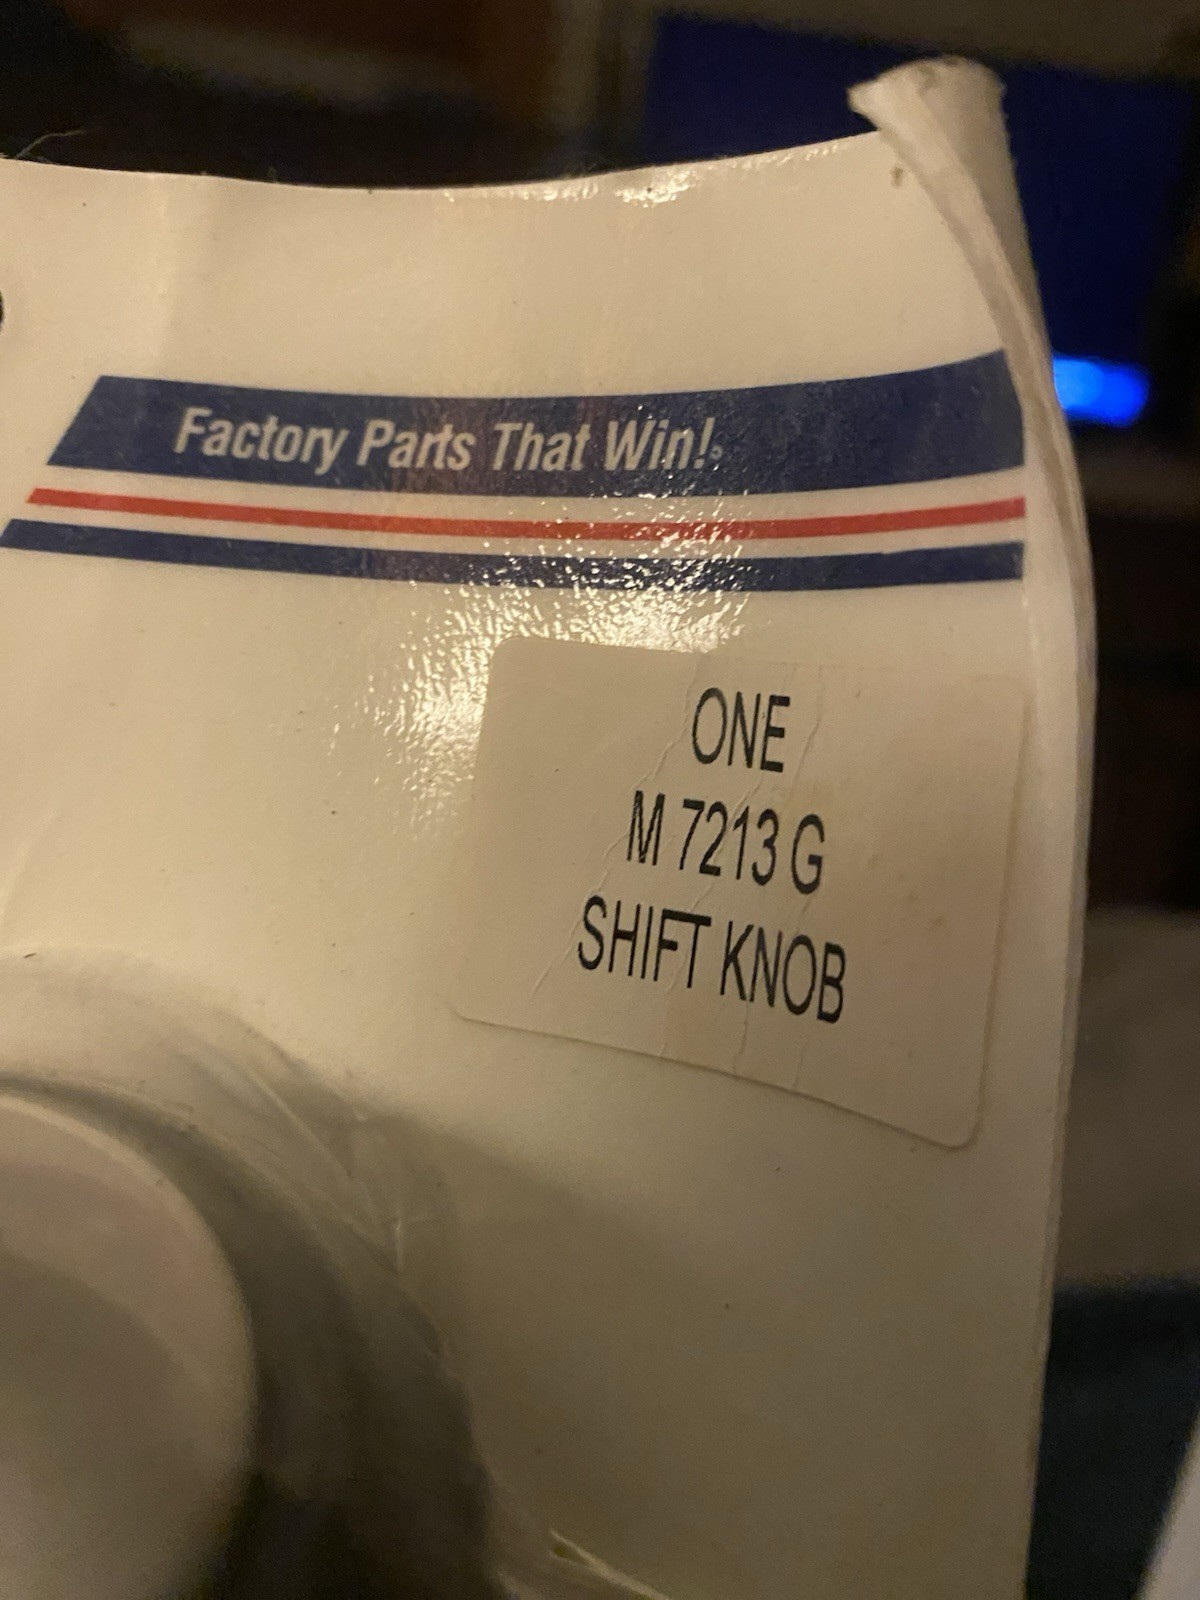 Factory Parts That Win!
ONE
M 7213 G
SHIFT KNOB